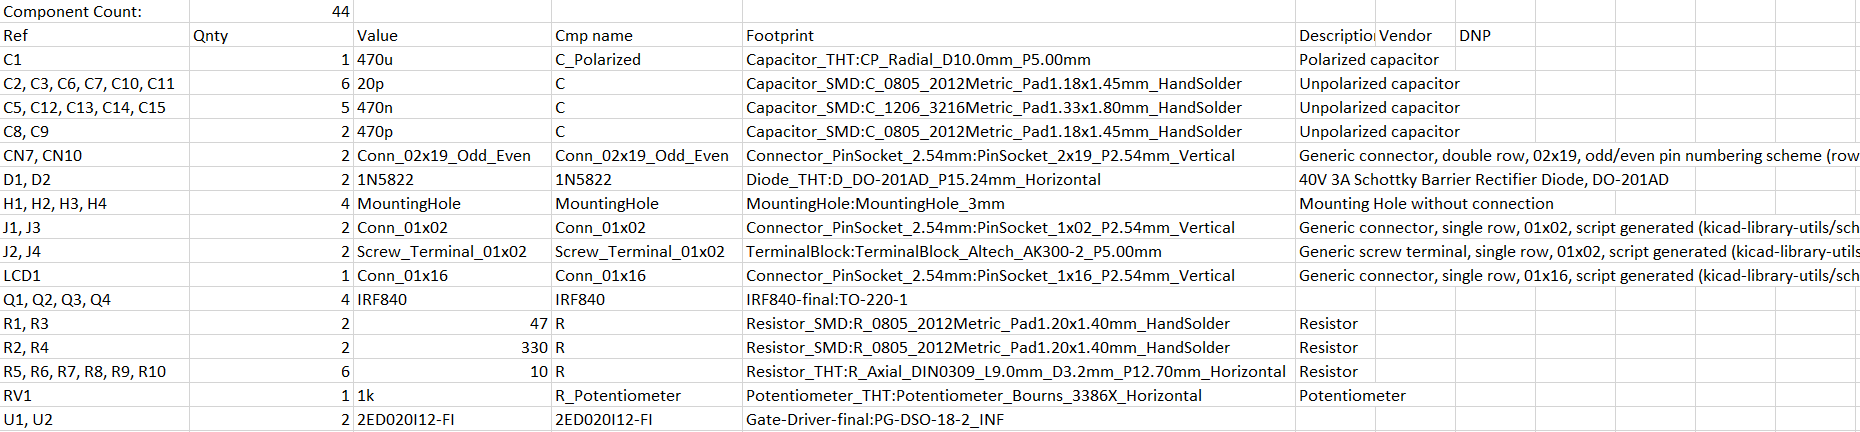 Component Count: 44
Ref Qnty Value Cmp name Footprint Description Vendor DNP
C1 1 470u C_Polarized Capacitor_THT:CP_Radial_D10.0mm_P5.00mm Polarized capacitor
C2, C3, C6, C7, C10, C11 6 20p C Capacitor_SMD:C_0805_2012Metric_Pad1.18x1.45mm_HandSolder Unpolarized capacitor
C5, C12, C13, C14, C15 5 470n C Capacitor_SMD:C_1206_3216Metric_Pad1.33x1.80mm_HandSolder Unpolarized capacitor
C8, C9 2 470p C Capacitor_SMD:C_0805_2012Metric_Pad1.18x1.45mm_HandSolder Unpolarized capacitor
CN7, CN10 2 Conn_02x19_Odd_Even Conn_02x19_Odd_Even Connector_PinSocket_2.54mm:PinSocket_2x19_P2.54mm_Vertical Generic connector, double row, 02x19, odd/even pin numbering scheme (row
D1, D2 2 1N5822 1N5822 Diode_THT:D_DO-201AD_P15.24mm_Horizontal 40V 3A Schottky Barrier Rectifier Diode, DO-201AD
H1, H2, H3, H4 4 MountingHole MountingHole MountingHole:MountingHole_3mm Mounting Hole without connection
J1, J3 2 Conn_01x02 Conn_01x02 Connector_PinSocket_2.54mm:PinSocket_1x02_P2.54mm_Vertical Generic connector, single row, 01x02, script generated (kicad-library-utils/sch
J2, J4 2 Screw_Terminal_01x02 Screw_Terminal_01x02 TerminalBlock:TerminalBlock_Altech_AK300-2_P5.00mm Generic screw terminal, single row, 01x02, script generated (kicad-library-utils
LCD1 1 Conn_01x16 Conn_01x16 Connector_PinSocket_2.54mm:PinSocket_1x16_P2.54mm_Vertical Generic connector, single row, 01x16, script generated (kicad-library-utils/sch
Q1, Q2, Q3, Q4 4 IRF840 IRF840 IRF840-final:TO-220-1
R1, R3 2 47 R Resistor_SMD:R_0805_2012Metric_Pad1.20x1.40mm_HandSolder Resistor
R2, R4 2 330 R Resistor_SMD:R_0805_2012Metric_Pad1.20x1.40mm_HandSolder Resistor
R5, R6, R7, R8, R9, R10 6 10 R Resistor_THT:R_Axial_DIN0309_L9.0mm_D3.2mm_P12.70mm_Horizontal Resistor
RV1 1 1k R_Potentiometer Potentiometer_THT:Potentiometer_Bourns_3386X_Horizontal Potentiometer
U1, U2 2 2ED020I12-FI 2ED020I12-FI Gate-Driver-final:PG-DSO-18-2_INF